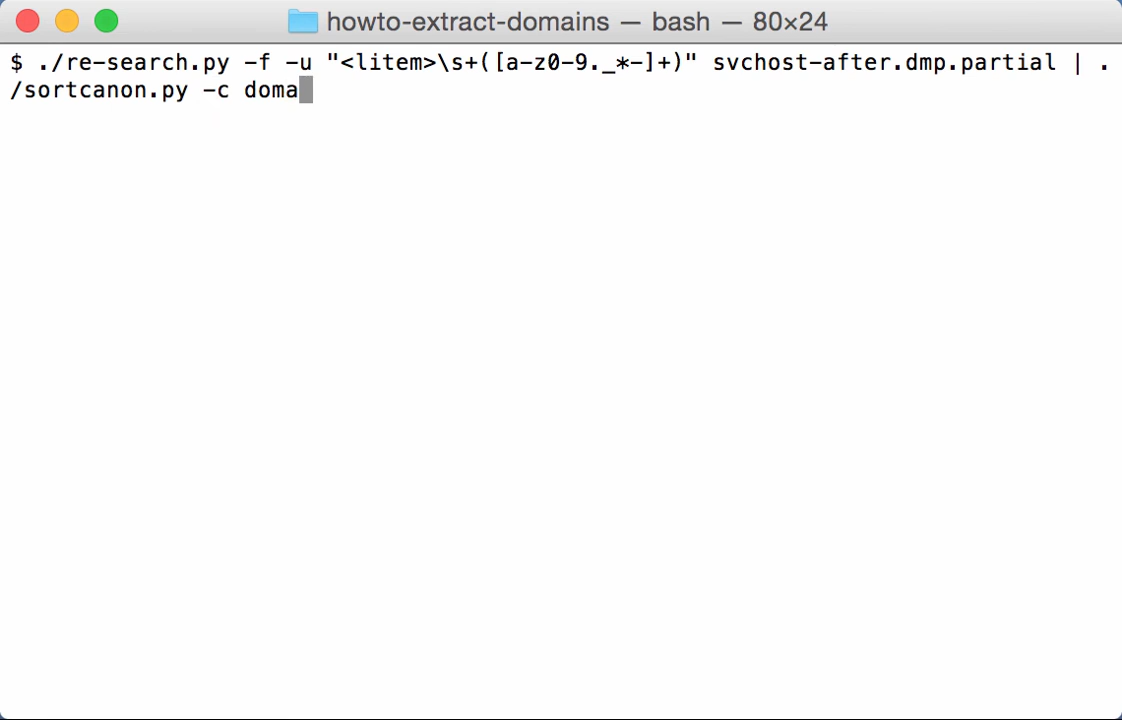 howto-extract-domains — bash — 80×24
$ ./re-search.py -f -u "<litem>\s+([a-z0-9._*-]+)" svchost-after.dmp.partial | .
/sortcanon.py -c doma